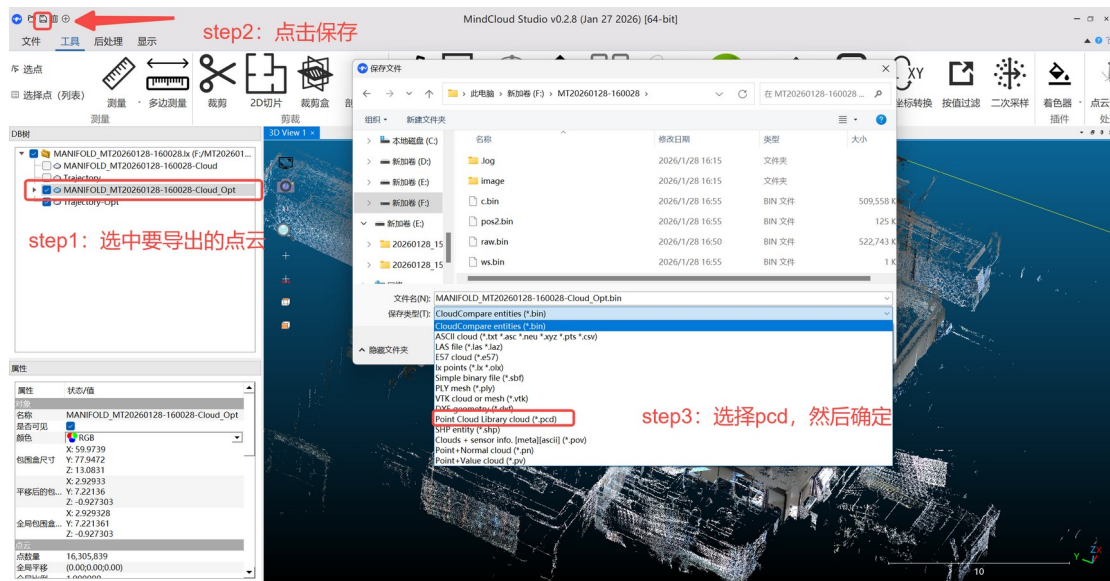 MindCloud Studio v0.2.8 (Jan 27 2026) [64-bit]
step2：点击保存
文件 工具 后处理 显示
选点
选择点（列表）
测量
多边测量
裁剪
2D切片
裁剪盒
坐标转换
按值过滤
二次采样
着色器
点云
测量
剪裁
插件
DB树
MANIFOLD_MT20260128-160028.lx (F:/MT202601...
MANIFOLD_MT20260128-160028-Cloud
Trajectory
MANIFOLD_MT20260128-160028-Cloud_Opt
Trajectory-Opt
step1：选中要导出的点云
3D View 1
保存文件
此电脑 › 新加卷 (F:) › MT20260128-160028 ›
在 MT20260128-160028 ...
组织 新建文件夹
本地磁盘 (C:)
新加卷 (D:)
新加卷 (E:)
新加卷 (F:)
新加卷 (E:)
20260128_15
20260128_15
名称 修改日期 类型 大小
.log 2026/1/28 16:15 文件夹
image 2026/1/28 16:15 文件夹
c.bin 2026/1/28 16:55 BIN 文件 509,558 K
pos2.bin 2026/1/28 16:55 BIN 文件 125 K
raw.bin 2026/1/28 16:50 BIN 文件 522,743 K
ws.bin 2026/1/28 16:55 BIN 文件 1 K
文件名(N): MANIFOLD_MT20260128-160028-Cloud_Opt.bin
保存类型(T): CloudCompare entities (*.bin)
CloudCompare entities (*.bin)
ASCII cloud (*.txt *.asc *.neu *.xyz *.pts *.csv)
LAS file (*.las *.laz)
E57 cloud (*.e57)
lx points (*.lx *.olx)
Simple binary file (*.sbf)
PLY mesh (*.ply)
VTK cloud or mesh (*.vtk)
DXF geometry (*.dxf)
Point Cloud Library cloud (*.pcd)
SHP entity (*.shp)
Clouds + sensor info. [meta][ascii] (*.pov)
Point+Normal cloud (*.pn)
Point+Value cloud (*.pv)
隐藏文件夹
step3：选择pcd，然后确定
属性
属性 状态/值
对象
名称 MANIFOLD_MT20260128-160028-Cloud_Opt
是否可见
颜色 RGB
包围盒尺寸
X: 59.9739
Y: 77.9472
Z: 13.0831
平移后的包...
X: 2.92933
Y: 7.22136
Z: -0.927303
全局包围盒...
X: 2.929328
Y: 7.221361
Z: -0.927303
点云
点数量 16,305,839
全局平移 (0.00;0.00;0.00)
10
Y
Z
X